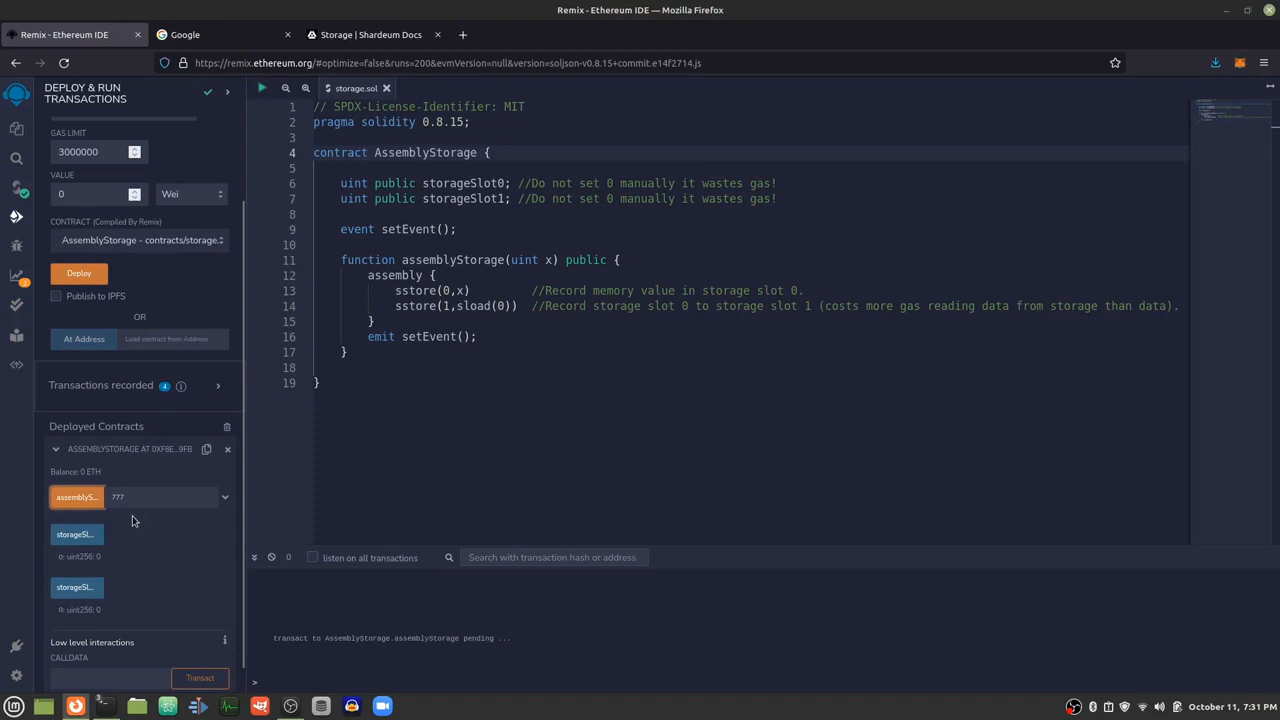 Remix - Ethereum IDE — Mozilla Firefox
Remix - Ethereum IDE
Google
Storage | Shardeum Docs
https://remix.ethereum.org/#optimize=false&runs=200&evmVersion=null&version=soljson-v0.8.15+commit.e14f2714.js
DEPLOY & RUN
TRANSACTIONS
GAS LIMIT
3000000
VALUE
0 Wei
CONTRACT (Compiled By Remix)
AssemblyStorage - contracts/storage.
Deploy
Publish to IPFS
OR
At Address Load contract from Address
Transactions recorded 4 i
Deployed Contracts
ASSEMBLYSTORAGE AT 0XF8E...9FB
Balance: 0 ETH
assemblyS... 777
storageSl...
0: uint256: 0
storageSl...
0: uint256: 0
Low level interactions i
CALLDATA
Transact
storage.sol
1 // SPDX-License-Identifier: MIT
2 pragma solidity 0.8.15;
3
4 contract AssemblyStorage {
5
6 uint public storageSlot0; //Do not set 0 manually it wastes gas!
7 uint public storageSlot1; //Do not set 0 manually it wastes gas!
8
9 event setEvent();
10
11 function assemblyStorage(uint x) public {
12 assembly {
13 sstore(0,x) //Record memory value in storage slot 0.
14 sstore(1,sload(0)) //Record storage slot 0 to storage slot 1 (costs more gas reading data from storage than data).
15 }
16 emit setEvent();
17 }
18
19 }
0 listen on all transactions Search with transaction hash or address
transact to AssemblyStorage.assemblyStorage pending ...
>
3
October 11, 7:31 PM